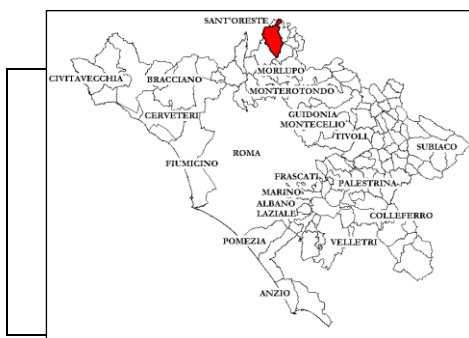 SANT'ORESTE
MORLUPO
CIVITAVECCHIA
BRACCIANO
MONTEROTONDO
CERVETERI
GUIDONIA
MONTECELIO
TIVOLI
SUBIACO
ROMA
FIUMICINO
FRASCATI
PALESTRINA
MARINO
ALBANO
LAZIALE
COLLEFERRO
POMEZIA
VELLETRI
ANZIO